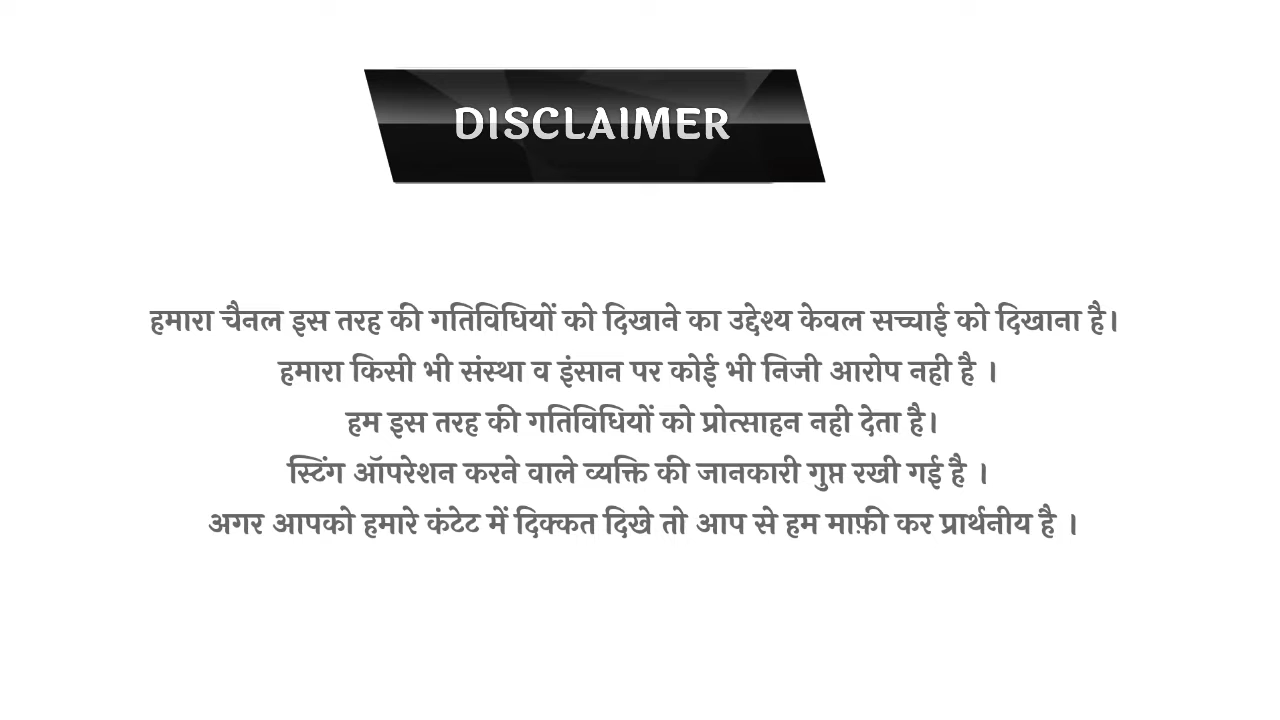 DISCLAIMER
हमारा चैनल इस तरह की गतिविधियों को दिखाने का उद्देश्य केवल सच्चाई को दिखाना है।
हमारा किसी भी संस्था व इंसान पर कोई भी निजी आरोप नही है ।
हम इस तरह की गतिविधियों को प्रोत्साहन नही देता है।
स्टिंग ऑपरेशन करने वाले व्यक्ति की जानकारी गुप्त रखी गई है ।
अगर आपको हमारे कंटेट में दिक्कत दिखे तो आप से हम माफ़ी कर प्रार्थनीय है ।